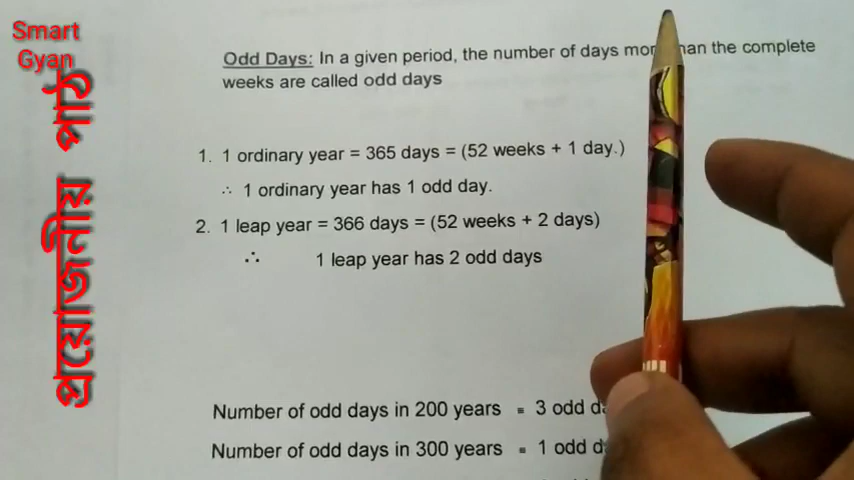 Smart
Gyan
প্রয়োজনীয় পাঠ
Odd Days: In a given period, the number of days than the complete
weeks are called odd days
1. 1 ordinary year = 365 days = (52 weeks + 1 day.)
∴ 1 ordinary year has 1 odd day.
2. 1 leap year = 366 days = (52 weeks + 2 days)
∴ 1 leap year has 2 odd days
Number of odd days in 200 years = 3 odd
Number of odd days in 300 years = 1 odd